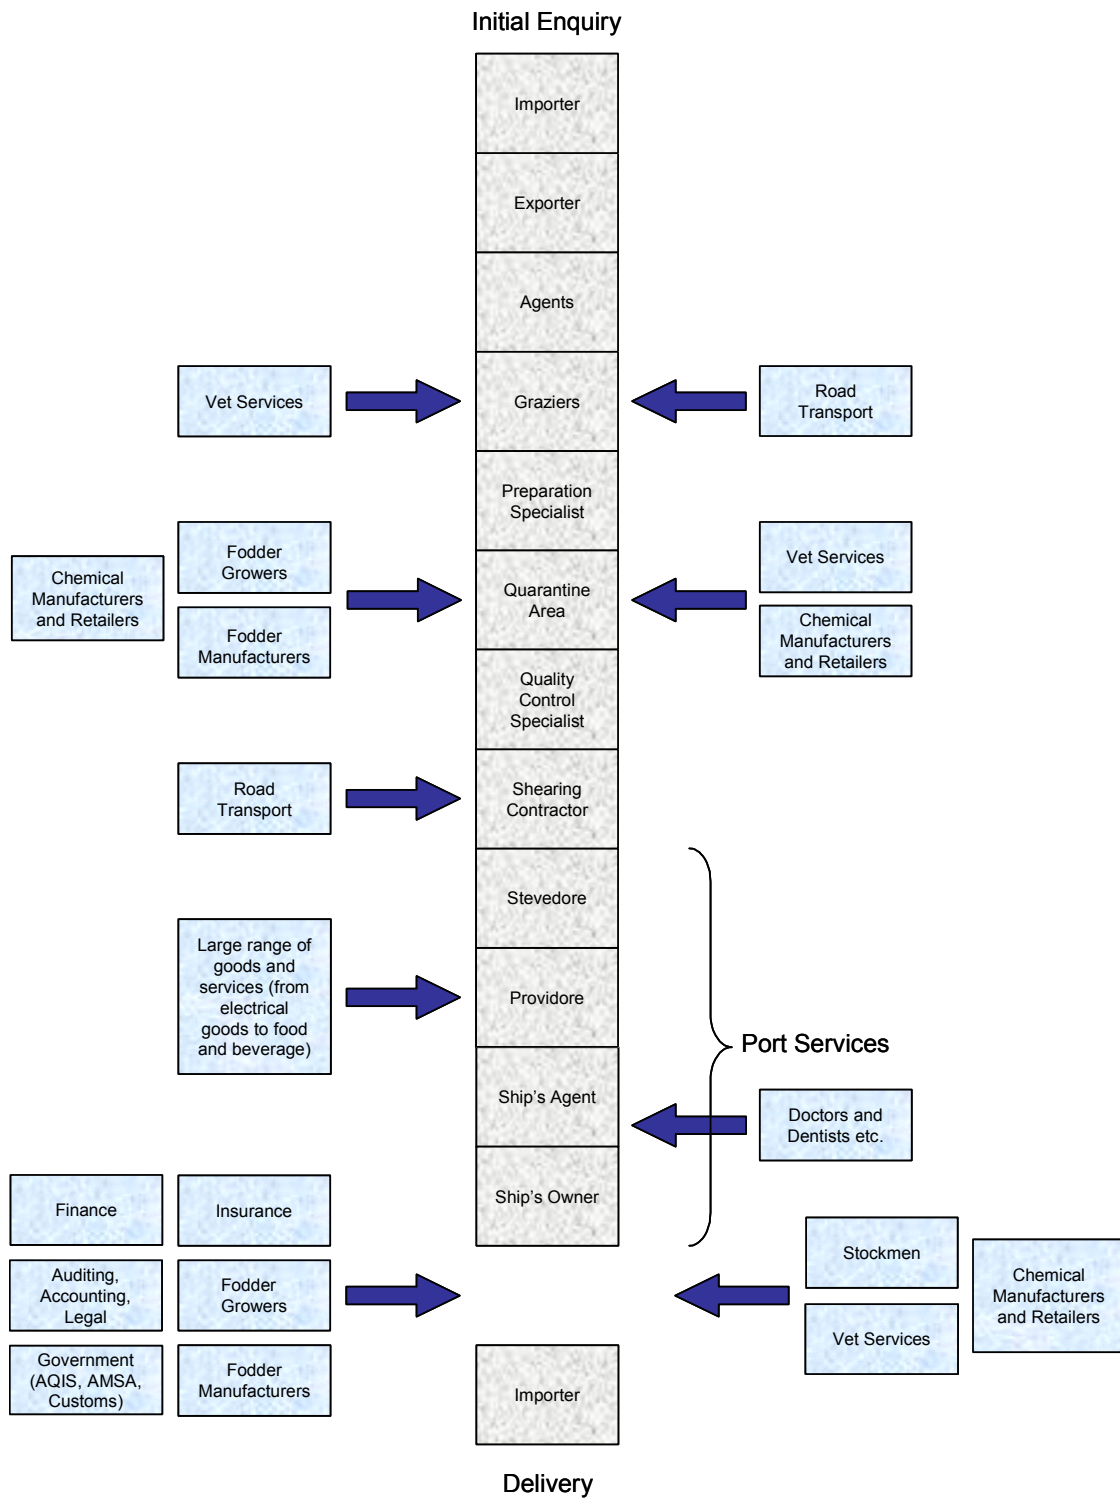 Initial Enquiry
Importer
Exporter
Agents
Vet Services
Graziers
Road
Transport
Preparation
Specialist
Chemical
Manufacturers
and Retailers
Fodder
Growers
Fodder
Manufacturers
Quarantine
Area
Vet Services
Chemical
Manufacturers
and Retailers
Quality
Control
Specialist
Road
Transport
Shearing
Contractor
Stevedore
Large range of
goods and
services (from
electrical
goods to food
and beverage)
Providore
Port Services
Ship's Agent
Doctors and
Dentists etc.
Ship's Owner
Finance
Insurance
Auditing,
Accounting,
Legal
Fodder
Growers
Government
(AQIS, AMSA,
Customs)
Fodder
Manufacturers
Stockmen
Vet Services
Chemical
Manufacturers
and Retailers
Importer
Delivery